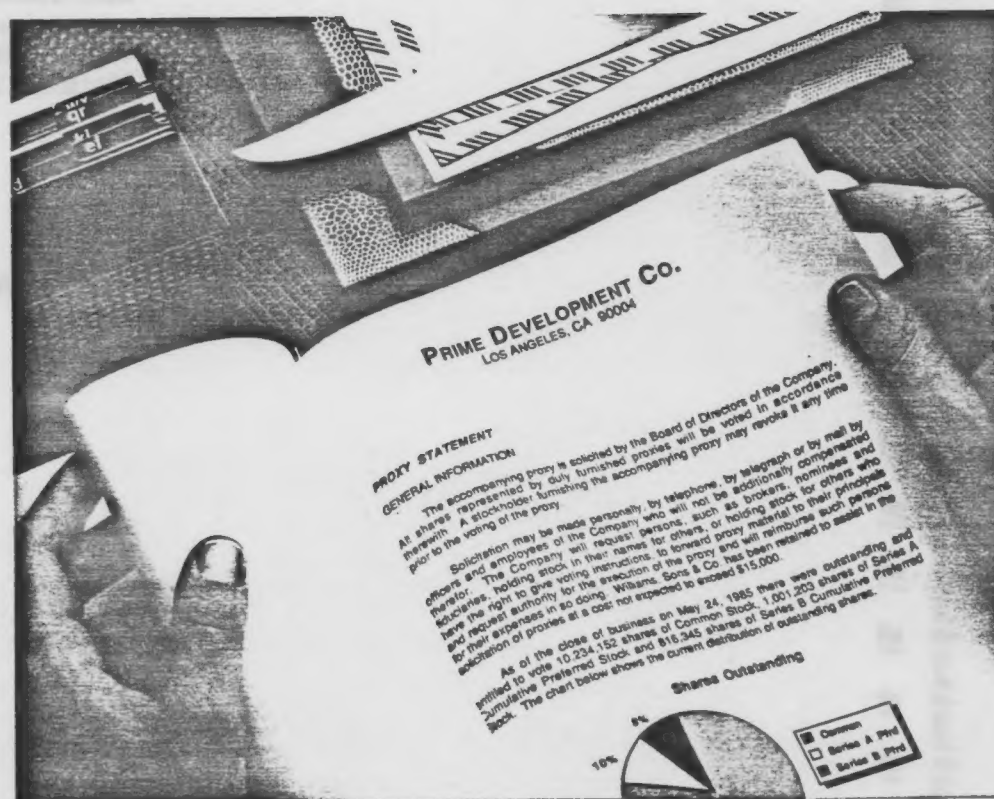 PRIME DEVELOPMENT CO.
LOS ANGELES, CA 90004
PROXY STATEMENT
GENERAL INFORMATION
The accompanying proxy is solicited by the Board of Directors of the Company.
All shares represented by duly furnished proxies will be voted in accordance
herewith. A stockholder furnishing the accompanying proxy may revoke it any time
prior to the voting of the proxy.
Solicitation may be made personally, by telephone, by telegraph or by mail by
officers and employees of the Company who will not be additionally compensated
therefor. The Company will request persons, such as brokers, nominees and
fiduciaries, holding stock in their names for others, or holding stock for others who
have the right to give voting instructions, to forward proxy material to their principals
and request authority for the execution of the proxy and will reimburse such persons
for their expenses in so doing. Williams, Sons & Co. has been retained to assist in the
solicitation of proxies at a cost not expected to exceed $15,000.
As of the close of business on May 24, 1985 there were outstanding and
entitled to vote 10,234,152 shares of Common Stock, 1,001,203 shares of Series A
Cumulative Preferred Stock and 816,345 shares of Series B Cumulative Preferred
Stock. The chart below shows the current distribution of outstanding shares.
Shares Outstanding
10%
Common
Series A Pfrd
Series B Pfrd